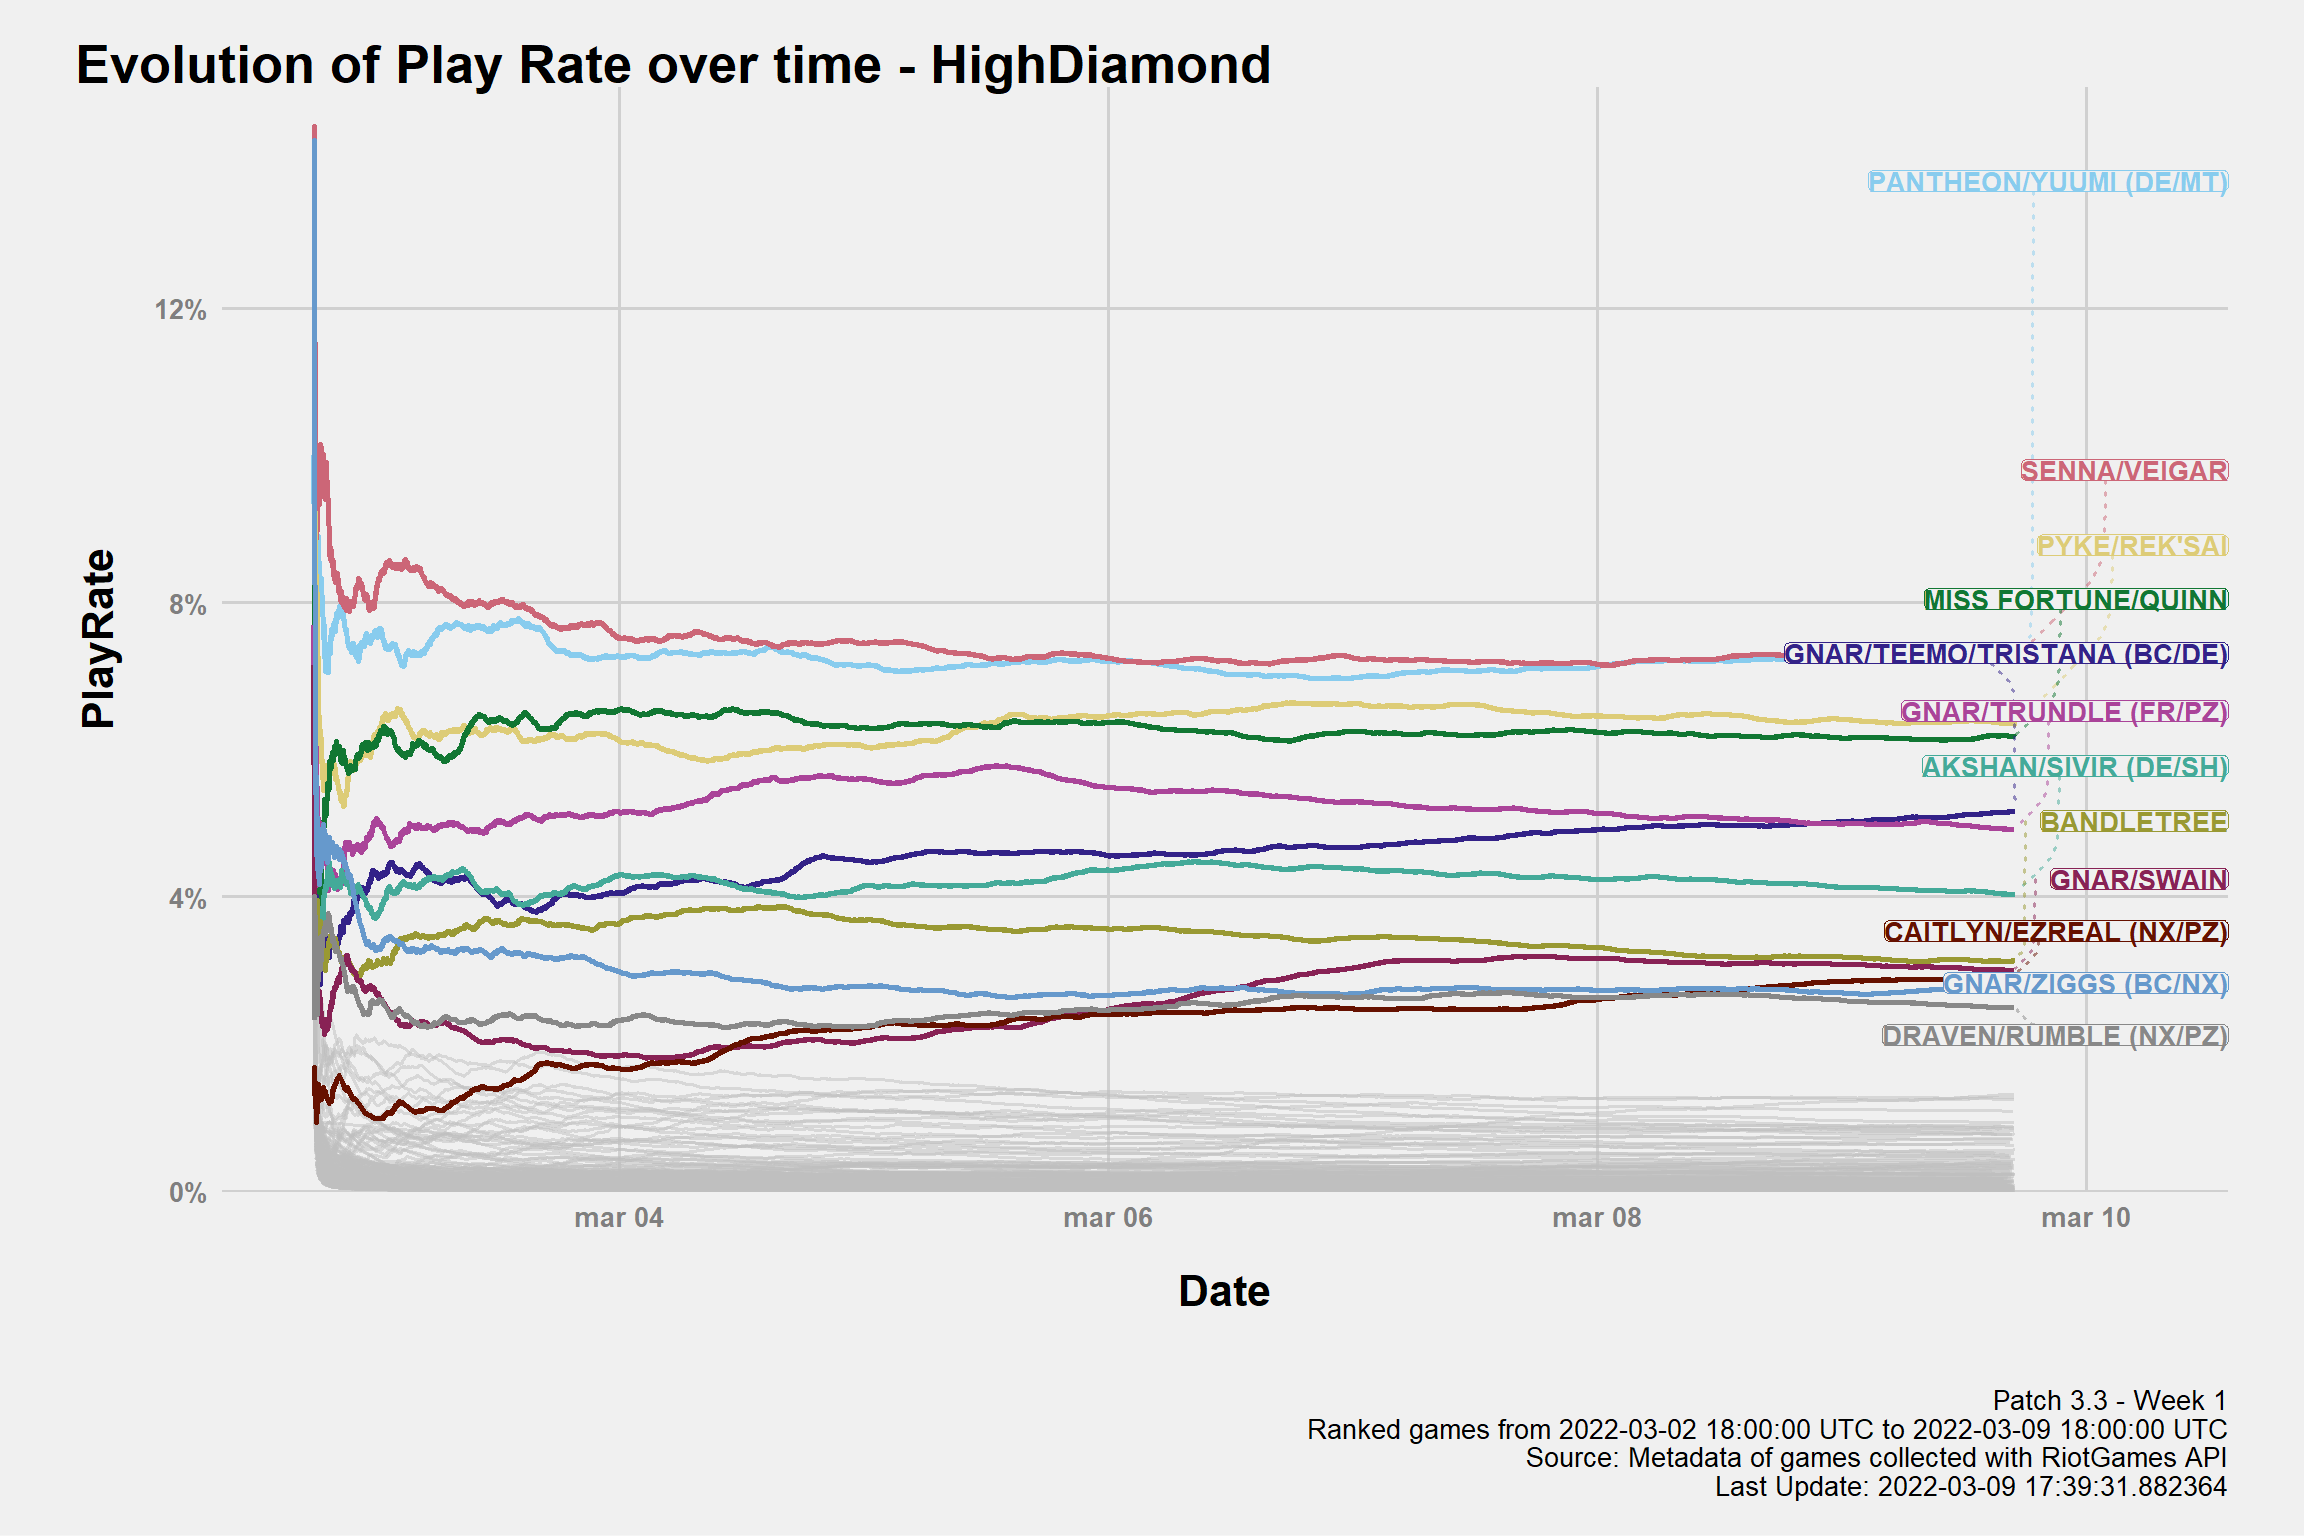 Evolution of Play Rate over time - HighDiamond
PANTHEON/YUUMI (DE/MT)
12%
SENNA/VEIGAR
PYKE/REK'SAI
8%
MISS FORTUNE/QUINN
PlayRate
GNAR/TEEMO/TRISTANA (BC/DE)
GNAR/TRUNDLE (FR/PZ)
AKSHAN/SIVIR (DE/SH)
BANDLETREE
GNAR/SWAIN
4%
CAITLYN/EZREAL (NX/PZ)
GNAR/ZIGGS (BC/NX)
DRAVEN/RUMBLE (NX/PZ)
0%
mar 04
mar 06
mar 08
mar 10
Date
Patch 3.3 - Week 1
Ranked games from 2022-03-02 18:00:00 UTC to 2022-03-09 18:00:00 UTC
Source: Metadata of games collected with RiotGames API
Last Update: 2022-03-09 17:39:31.882364